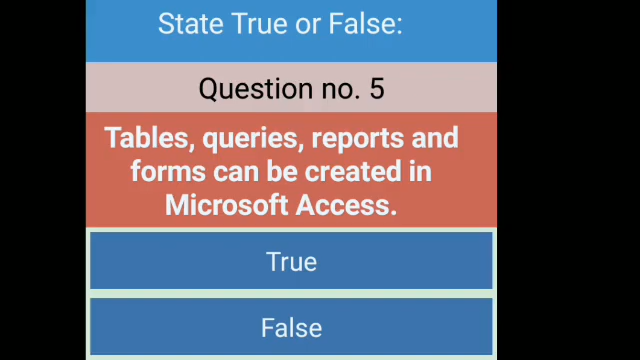 State True or False:
Question no. 5
Tables, queries, reports and
forms can be created in
Microsoft Access.
True
False